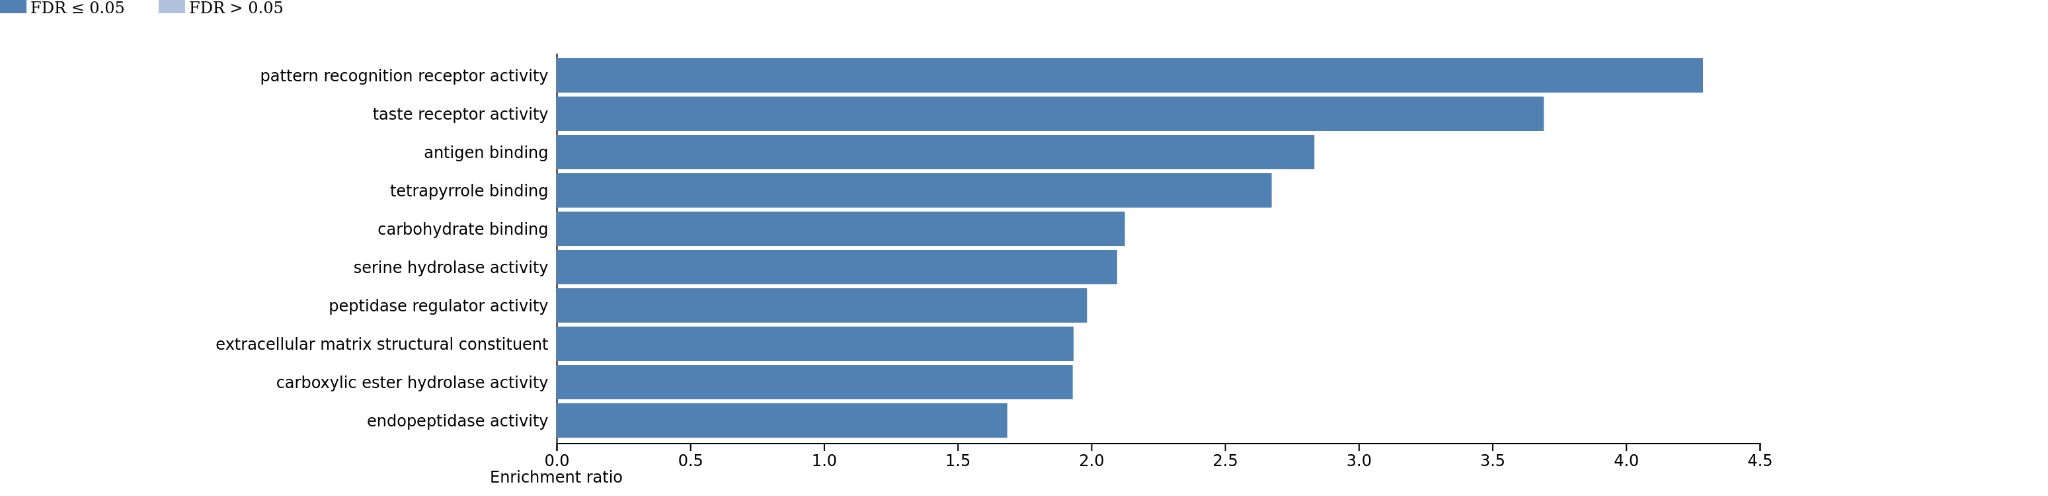 FDR ≤ 0.05 FDR > 0.05
pattern recognition receptor activity
taste receptor activity
antigen binding
tetrapyrrole binding
carbohydrate binding
serine hydrolase activity
peptidase regulator activity
extracellular matrix structural constituent
carboxylic ester hydrolase activity
endopeptidase activity
0.0 0.5 1.0 1.5 2.0 2.5 3.0 3.5 4.0 4.5
Enrichment ratio